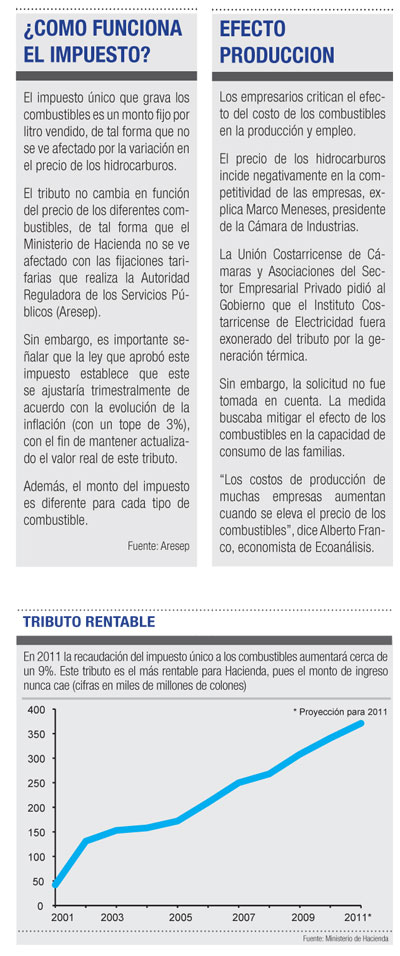 ¿COMO FUNCIONA
EL IMPUESTO?
El impuesto único que grava los
combustibles es un monto fijo por
litro vendido, de tal forma que no
se ve afectado por la variación en
el precio de los hidrocarburos.
El tributo no cambia en función
del precio de los diferentes com-
bustibles, de tal forma que el
Ministerio de Hacienda no se ve
afectado con las fijaciones tari-
farias que realiza la Autoridad
Reguladora de los Servicios Pú-
blicos (Aresep).
Sin embargo, es importante se-
ñalar que la ley que aprobó este
impuesto establece que este
se ajustaría trimestralmente de
acuerdo con la evolución de la
inflación (con un tope de 3%),
con el fin de mantener actualiza-
do el valor real de este tributo.
Además, el monto del impuesto
es diferente para cada tipo de
combustible.
Fuente: Aresep
EFECTO
PRODUCCION
Los empresarios critican el efec-
to del costo de los combustibles
en la producción y empleo.
El precio de los hidrocarburos
incide negativamente en la com-
petitividad de las empresas, ex-
plica Marco Meneses, presidente
de la Cámara de Industrias.
La Unión Costarricense de Cá-
maras y Asociaciones del Sec-
tor Empresarial Privado pidió al
Gobierno que el Instituto Cos-
tarricense de Electricidad fuera
exonerado del tributo por la ge-
neración térmica.
Sin embargo, la solicitud no fue
tomada en cuenta. La medida
buscaba mitigar el efecto de los
combustibles en la capacidad de
consumo de las familias.
“Los costos de producción de
muchas empresas aumentan
cuando se eleva el precio de los
combustibles”, dice Alberto Fran-
co, economista de Ecoanálisis.
TRIBUTO RENTABLE
En 2011 la recaudación del impuesto único a los combustibles aumentará cerca de
un 9%. Este tributo es el más rentable para Hacienda, pues el monto de ingreso
nunca cae (cifras en miles de millones de colones)
* Proyección para 2011
400
350
300
250
200
150
100
50
0
2001 2003 2005 2007 2009 2011*
Fuente: Ministerio de Hacienda